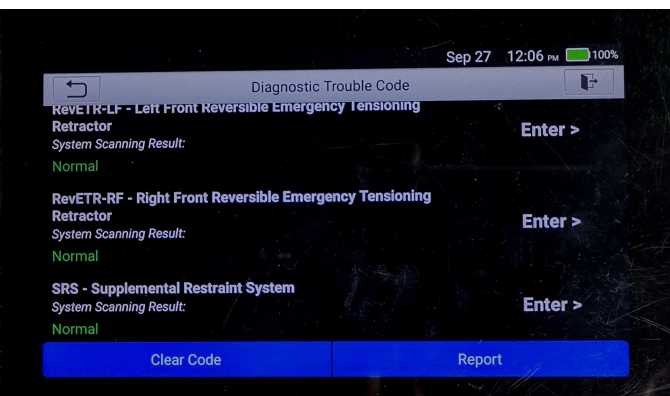 Sep 27 12:06 PM 100%
Diagnostic Trouble Code
RevETR-LF - Left Front Reversible Emergency Tensioning
Retractor
Enter >
System Scanning Result:
Normal
RevETR-RF - Right Front Reversible Emergency Tensioning
Retractor
Enter >
System Scanning Result:
Normal
SRS - Supplemental Restraint System
System Scanning Result:
Enter >
Normal
Clear Code Report